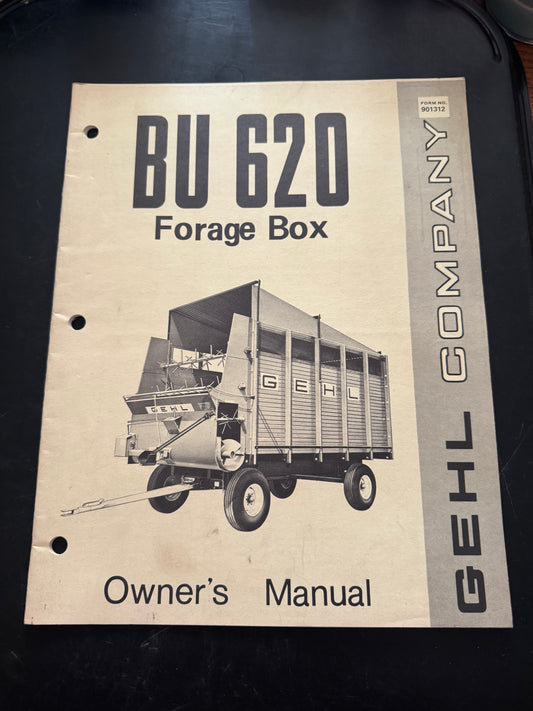 BU 620
Forage Box
FORM NO.
901312
GEHL COMPANY
GEHL
GEHL
Owner's Manual